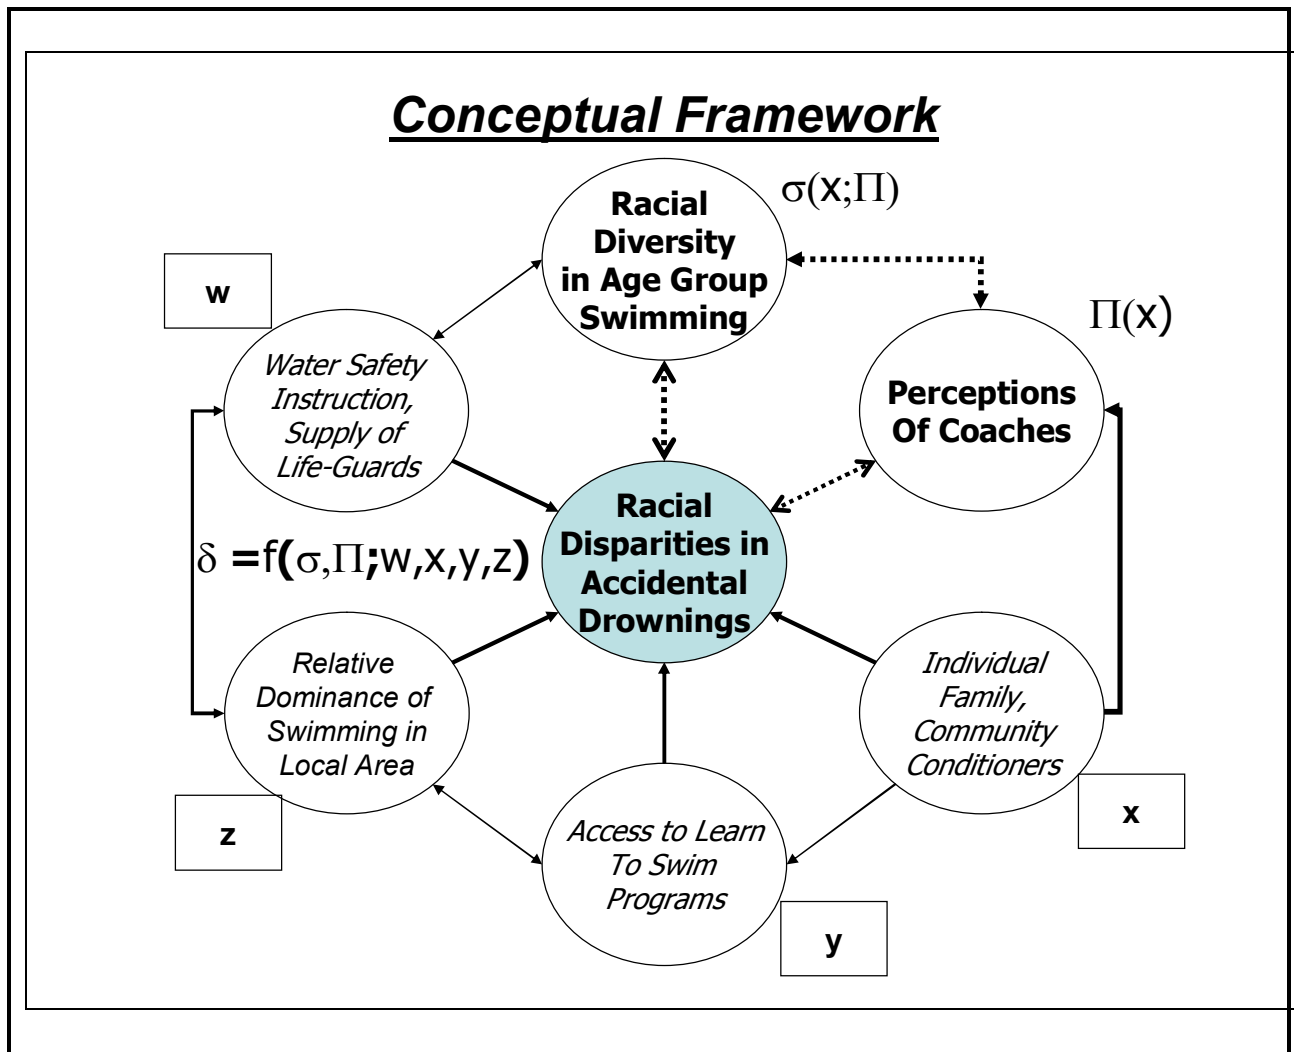 Conceptual Framework
σ(x;Π)
Racial
Diversity
in Age Group
Swimming
w
Π(x)
Water Safety
Instruction,
Supply of
Life-Guards
Perceptions
Of Coaches
Racial
Disparities in
Accidental
Drownings
δ =f(σ,Π;w,x,y,z)
Relative
Dominance of
Swimming in
Local Area
Individual
Family,
Community
Conditioners
z
x
Access to Learn
To Swim
Programs
y